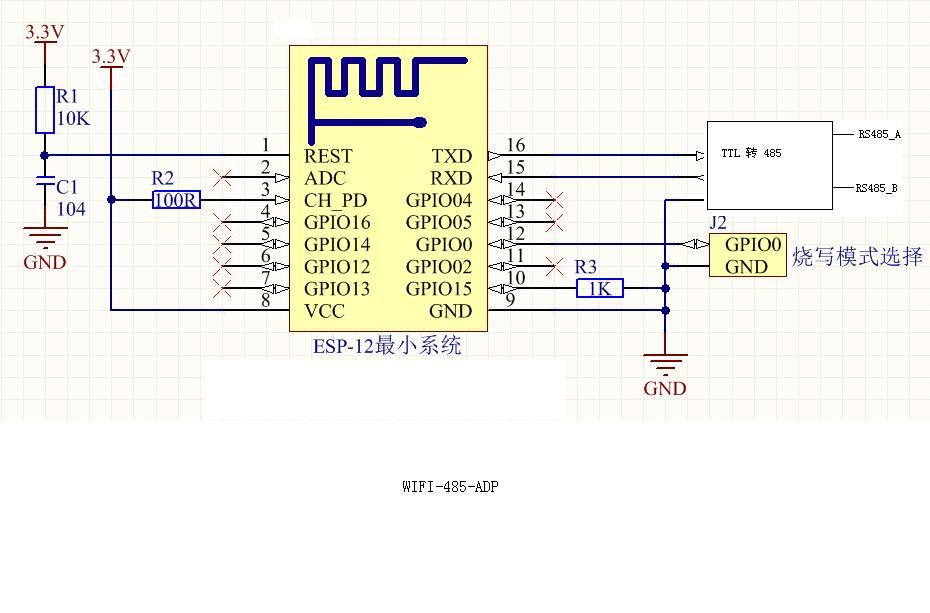 3.3V
3.3V
R1
10K
C1
104
GND
R2
100R
1
2
3
4
5
6
7
8
REST
ADC
CH_PD
GPIO16
GPIO14
GPIO12
GPIO13
VCC
TXD
RXD
GPIO04
GPIO05
GPIO0
GPIO02
GPIO15
GND
16
15
14
13
12
11
10
9
ESP-12最小系统
R3
1K
GND
TTL 转 485
RS485_A
RS485_B
J2
GPIO0
GND
烧写模式选择
WIFI-485-ADP